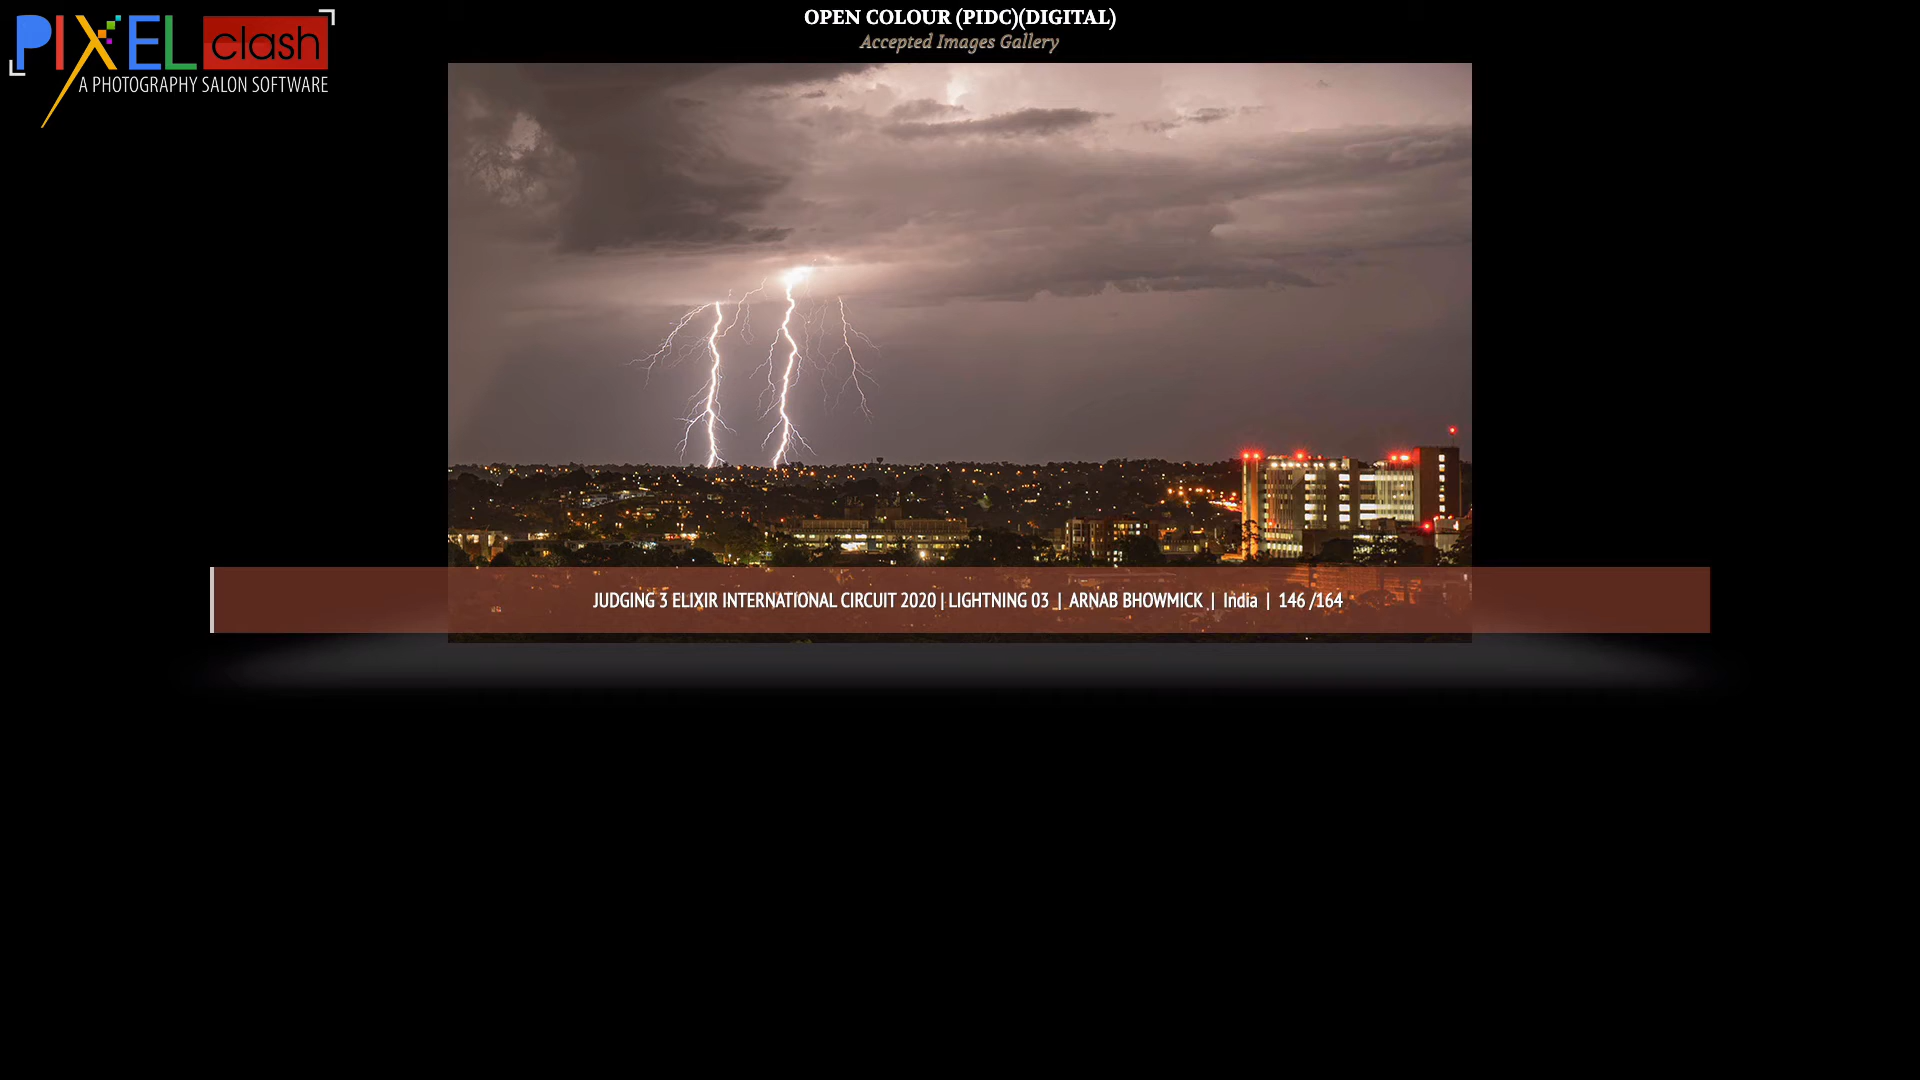 PIXEL clash
A PHOTOGRAPHY SALON SOFTWARE
OPEN COLOUR (PIDC)(DIGITAL)
Accepted Images Gallery
JUDGING 3 ELIXIR INTERNATIONAL CIRCUIT 2020 | LIGHTNING 03 | ARNAB BHOWMICK | India | 146 /164